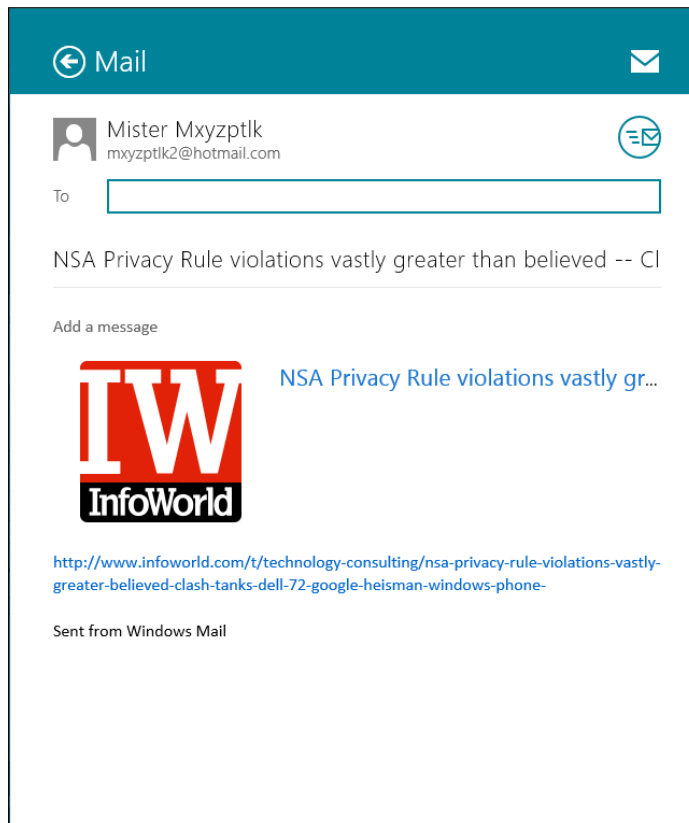 Mail
Mister Mxyzptlk
mxyzptlk2@hotmail.com
To
NSA Privacy Rule violations vastly greater than believed -- Cl
Add a message
IW
InfoWorld
NSA Privacy Rule violations vastly gr...
http://www.infoworld.com/t/technology-consulting/nsa-privacy-rule-violations-vastly-
greater-believed-clash-tanks-dell-72-google-heisman-windows-phone-
Sent from Windows Mail